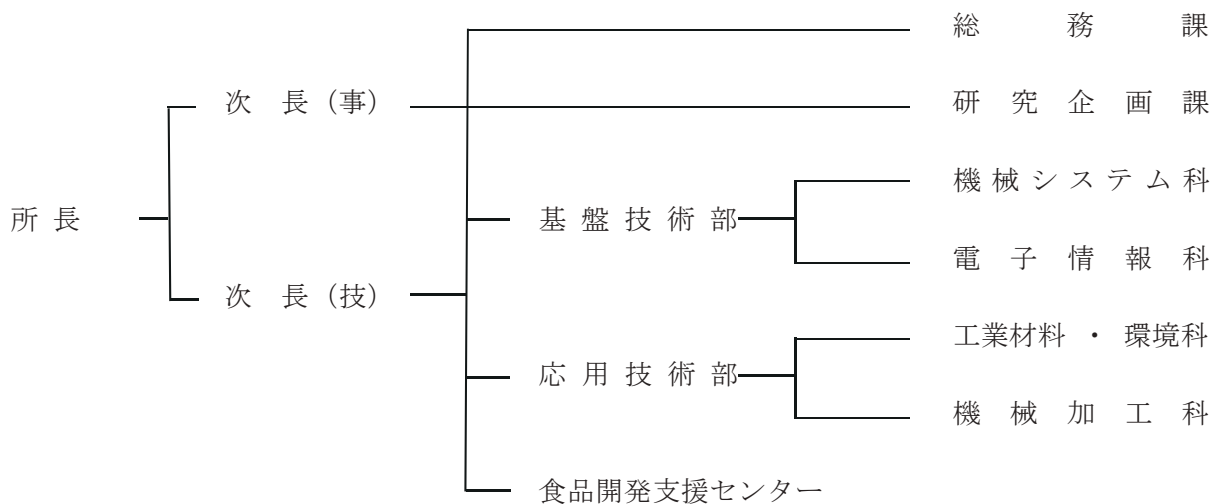 総務課
次長（事）
研究企画課
機械システム科
所長
基盤技術部
電子情報科
次長（技）
工業材料・環境科
応用技術部
機械加工科
食品開発支援センター